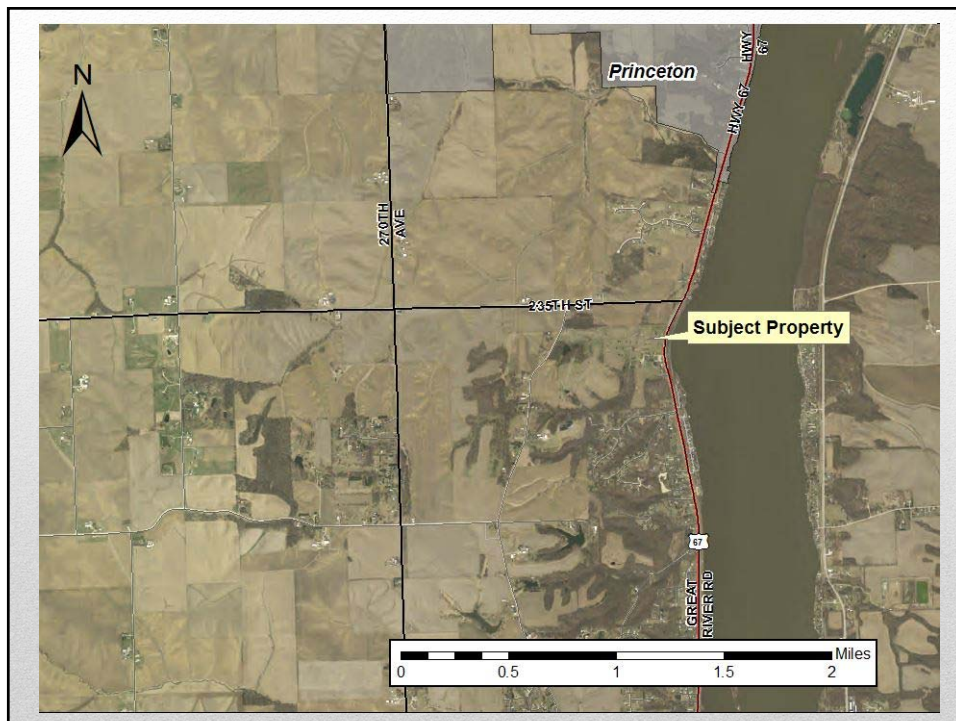 67
HWY
HWY 67
Princeton
N
270TH
AVE
235TH ST
Subject Property
67
GREAT
RIVER RD
Miles
0 0.5 1 1.5 2